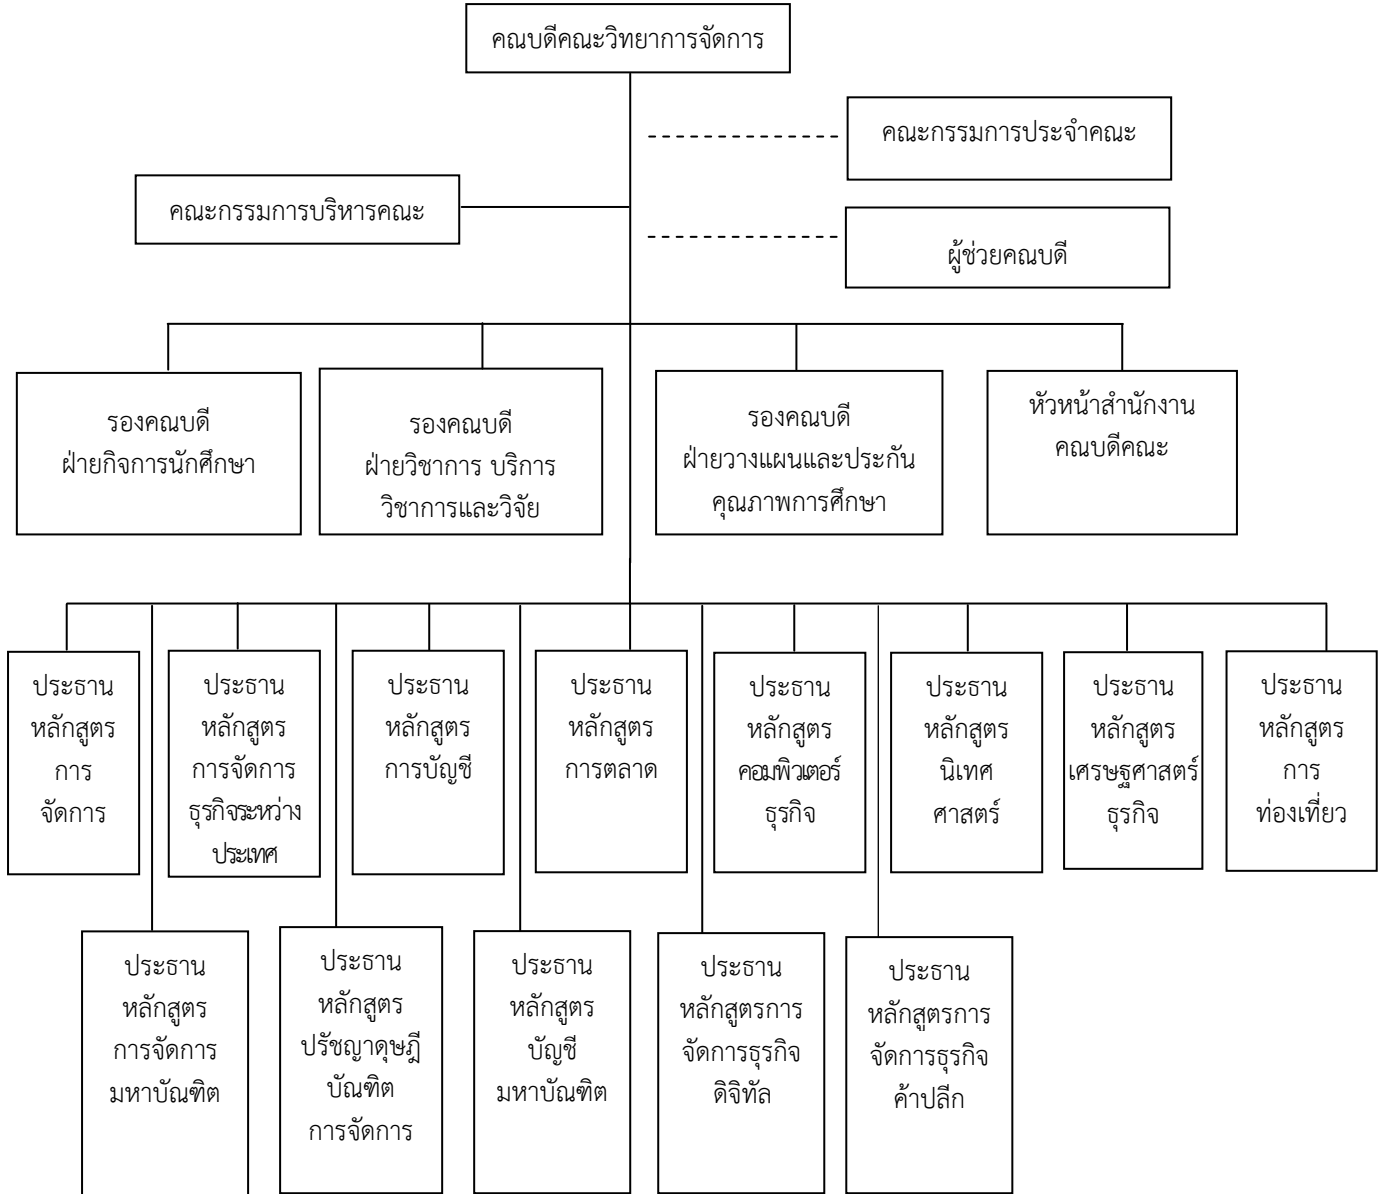 คณบดีคณะวิทยาการจัดการ
คณะกรรมการประจำคณะ
คณะกรรมการบริหารคณะ
ผู้ช่วยคณบดี
รองคณบดี
ฝ่ายกิจการนักศึกษา
รองคณบดี
ฝ่ายวิชาการ บริการ
วิชาการและวิจัย
รองคณบดี
ฝ่ายวางแผนและประกัน
คุณภาพการศึกษา
หัวหน้าสำนักงาน
คณบดีคณะ
ประธาน
หลักสูตร
การ
จัดการ
ประธาน
หลักสูตร
การจัดการ
ธุรกิจระหว่าง
ประเทศ
ประธาน
หลักสูตร
การบัญชี
ประธาน
หลักสูตร
การตลาด
ประธาน
หลักสูตร
คอมพิวเตอร์
ธุรกิจ
ประธาน
หลักสูตร
นิเทศ
ศาสตร์
ประธาน
หลักสูตร
เศรษฐศาสตร์
ธุรกิจ
ประธาน
หลักสูตร
การ
ท่องเที่ยว
ประธาน
หลักสูตร
การจัดการ
มหาบัณฑิต
ประธาน
หลักสูตร
ปรัชญาดุษฎี
บัณฑิต
การจัดการ
ประธาน
หลักสูตร
บัญชี
มหาบัณฑิต
ประธาน
หลักสูตรการ
จัดการธุรกิจ
ดิจิทัล
ประธาน
หลักสูตรการ
จัดการธุรกิจ
ค้าปลีก